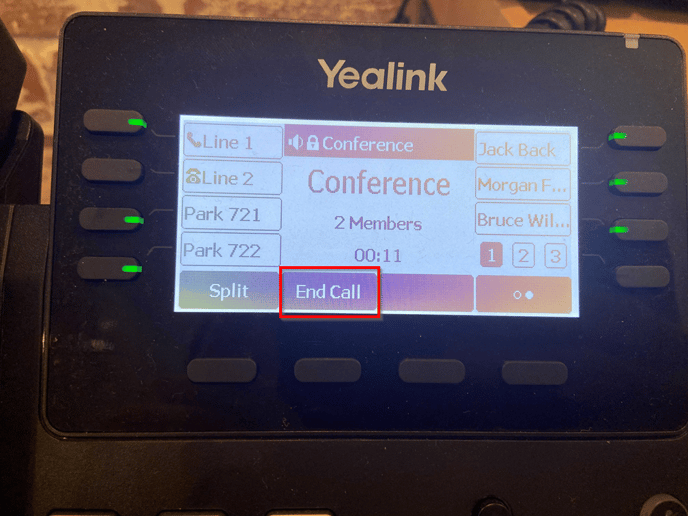 Yealink
Line 1
Conference
Jack Back
Line 2
Conference
Morgan F...
Park 721
2 Members
Bruce Wil...
Park 722
00:11
1 2 3
Split
End Call